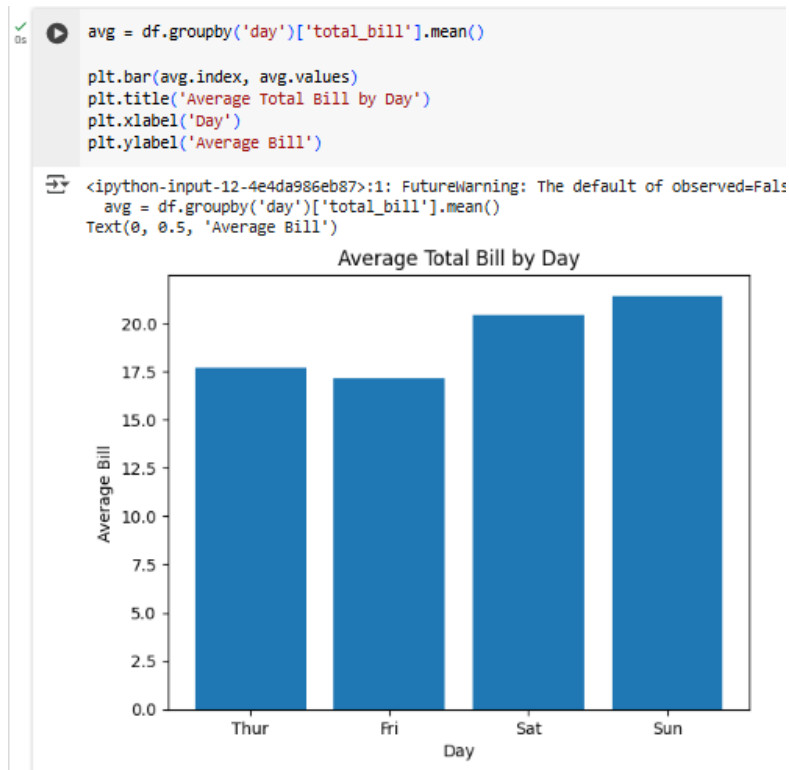 0s
avg = df.groupby('day')['total_bill'].mean()
plt.bar(avg.index, avg.values)
plt.title('Average Total Bill by Day')
plt.xlabel('Day')
plt.ylabel('Average Bill')
<ipython-input-12-4e4da986eb87>:1: FutureWarning: The default of observed=Fals
avg = df.groupby('day')['total_bill'].mean()
Text(0, 0.5, 'Average Bill')
Average Total Bill by Day
Average Bill
20.0
17.5
15.0
12.5
10.0
7.5
5.0
2.5
0.0
Thur Fri Sat Sun
Day